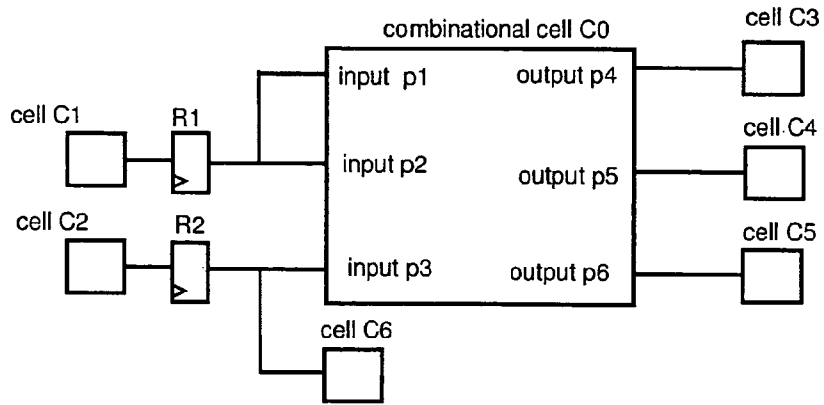 cell C3
combinational cell C0
input p1
output p4
cell C1
R1
cell C4
input p2
output p5
cell C2
R2
cell C5
input p3
output p6
cell C6